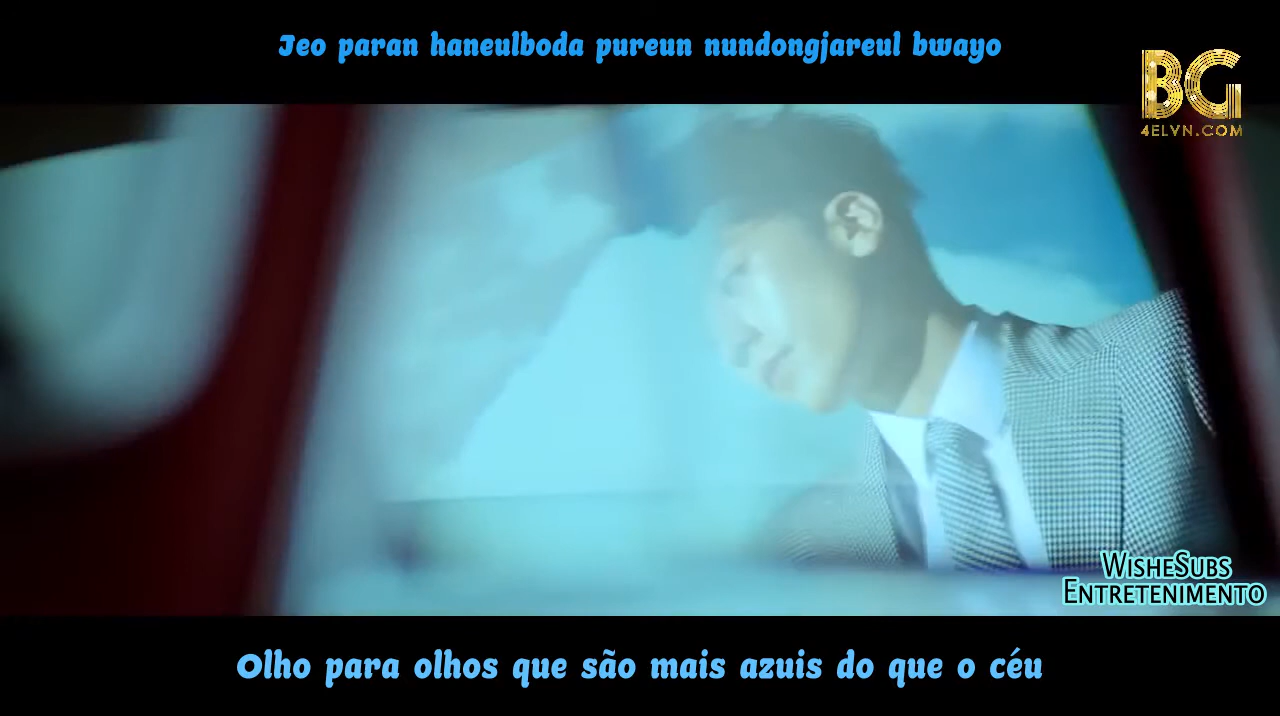 Jeo paran haneulboda pureun nundongjareul bwayo
BG
4ELVN.COM
WisheSubs
Entretenimento
Olho para olhos que são mais azuis do que o céu